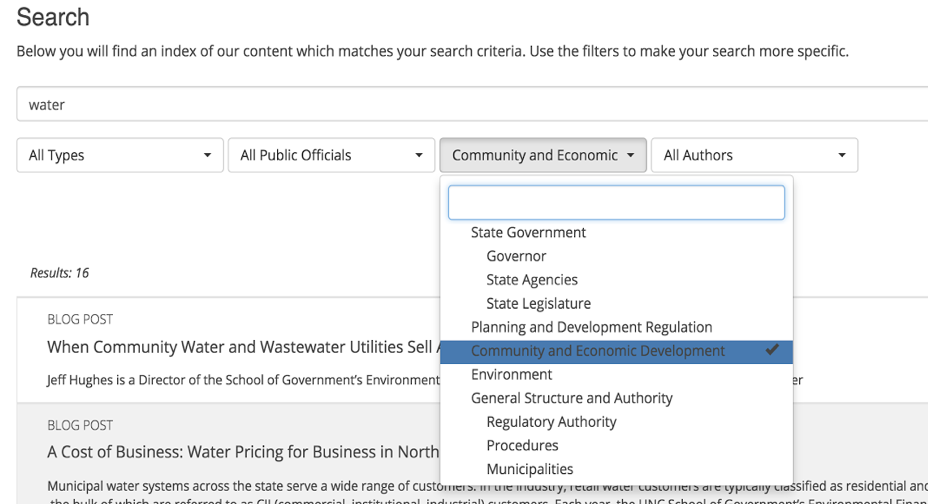 Search
Below you will find an index of our content which matches your search criteria. Use the filters to make your search more specific.
water
All Types
All Public Officials
Community and Economic
All Authors
State Government
Governor
State Agencies
State Legislature
Planning and Development Regulation
Community and Economic Development
Environment
General Structure and Authority
Regulatory Authority
Procedures
Municipalities
Results: 16
BLOG POST
When Community Water and Wastewater Utilities Sell
Jeff Hughes is a Director of the School of Government's Environment er
BLOG POST
A Cost of Business: Water Pricing for Business in North
Municipal water systems across the state serve a wide range of customers. In the industry, retail water customers are typically classified as residential and
the bulk of which are referred to as CII (commercial, institutional, industrial) customers. Each year, the UNC School of Government's Environmental Finan